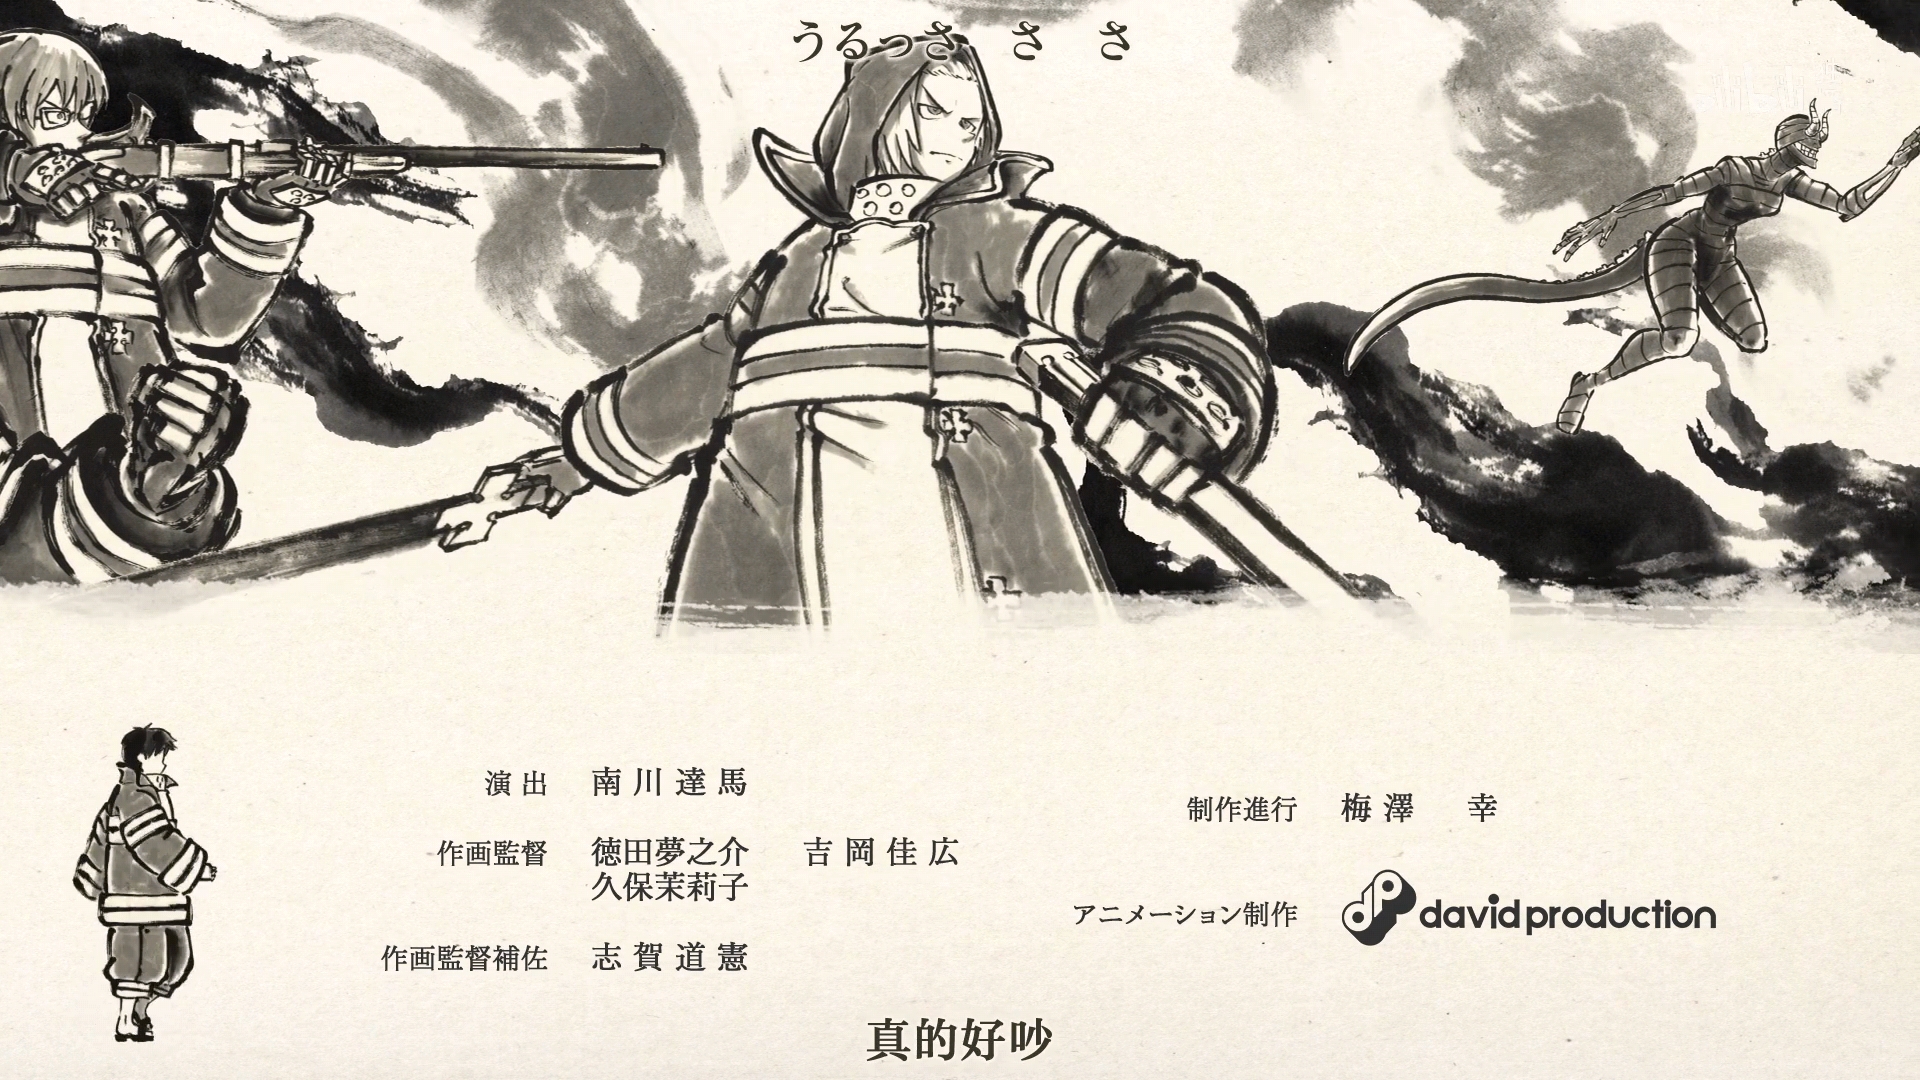 うるっさ さ さ
演出 南川達馬
作画監督 徳田夢之介 吉岡佳広
久保茉莉子
作画監督補佐 志賀道憲
制作進行 梅澤 幸
アニメーション制作 david production
真的好吵